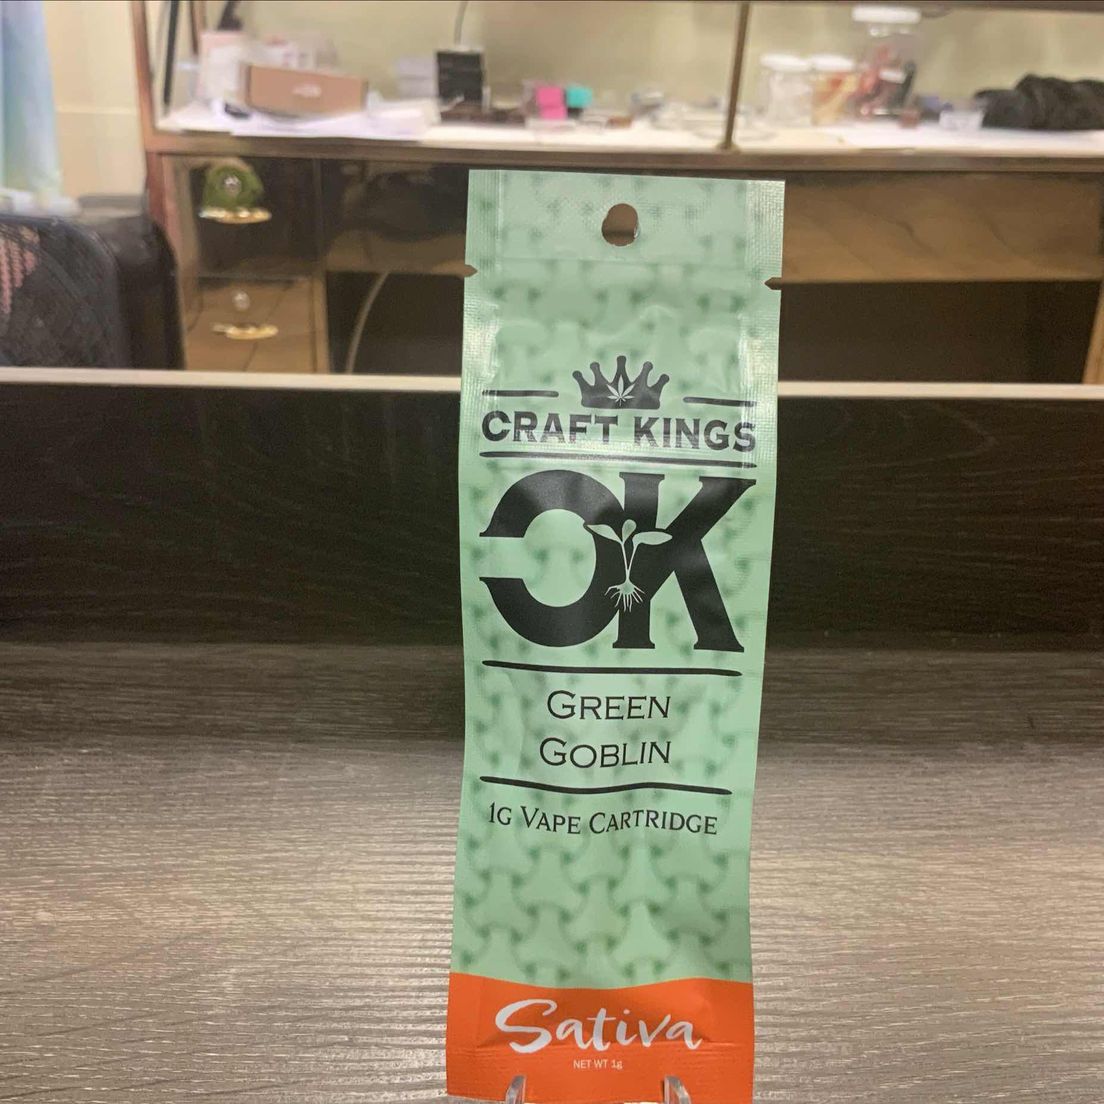 CRAFT KINGS
CK
GREEN
GOBLIN
1G VAPE CARTRIDGE
Sativa
NET WT 1g